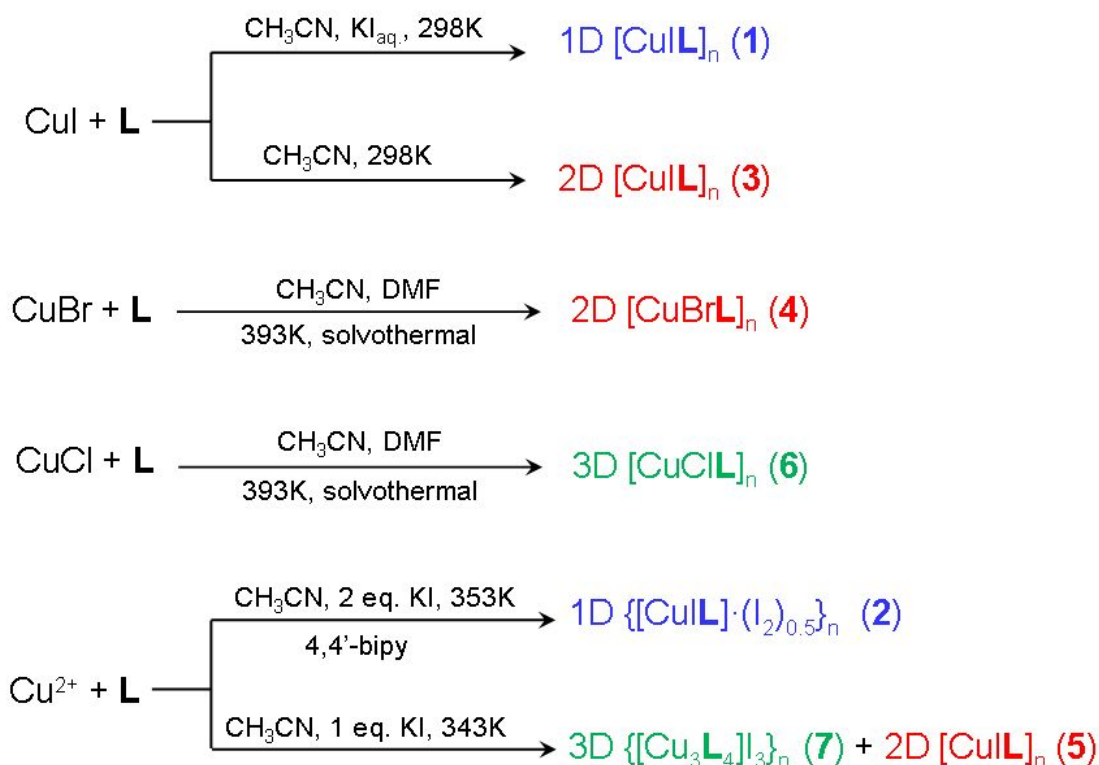 CH₃CN, KI_aq., 298K
1D [CuIL]ₙ (1)
CuI + L
CH₃CN, 298K
2D [CuIL]ₙ (3)
CuBr + L
CH₃CN, DMF
393K, solvothermal
2D [CuBrL]ₙ (4)
CuCl + L
CH₃CN, DMF
393K, solvothermal
3D [CuClL]ₙ (6)
CH₃CN, 2 eq. KI, 353K
4,4'-bipy
1D {[CuIL]·(I₂)₀.₅}ₙ (2)
Cu²⁺ + L
CH₃CN, 1 eq. KI, 343K
3D {[Cu₃L₄]I₃}ₙ (7) + 2D [CuIL]ₙ (5)